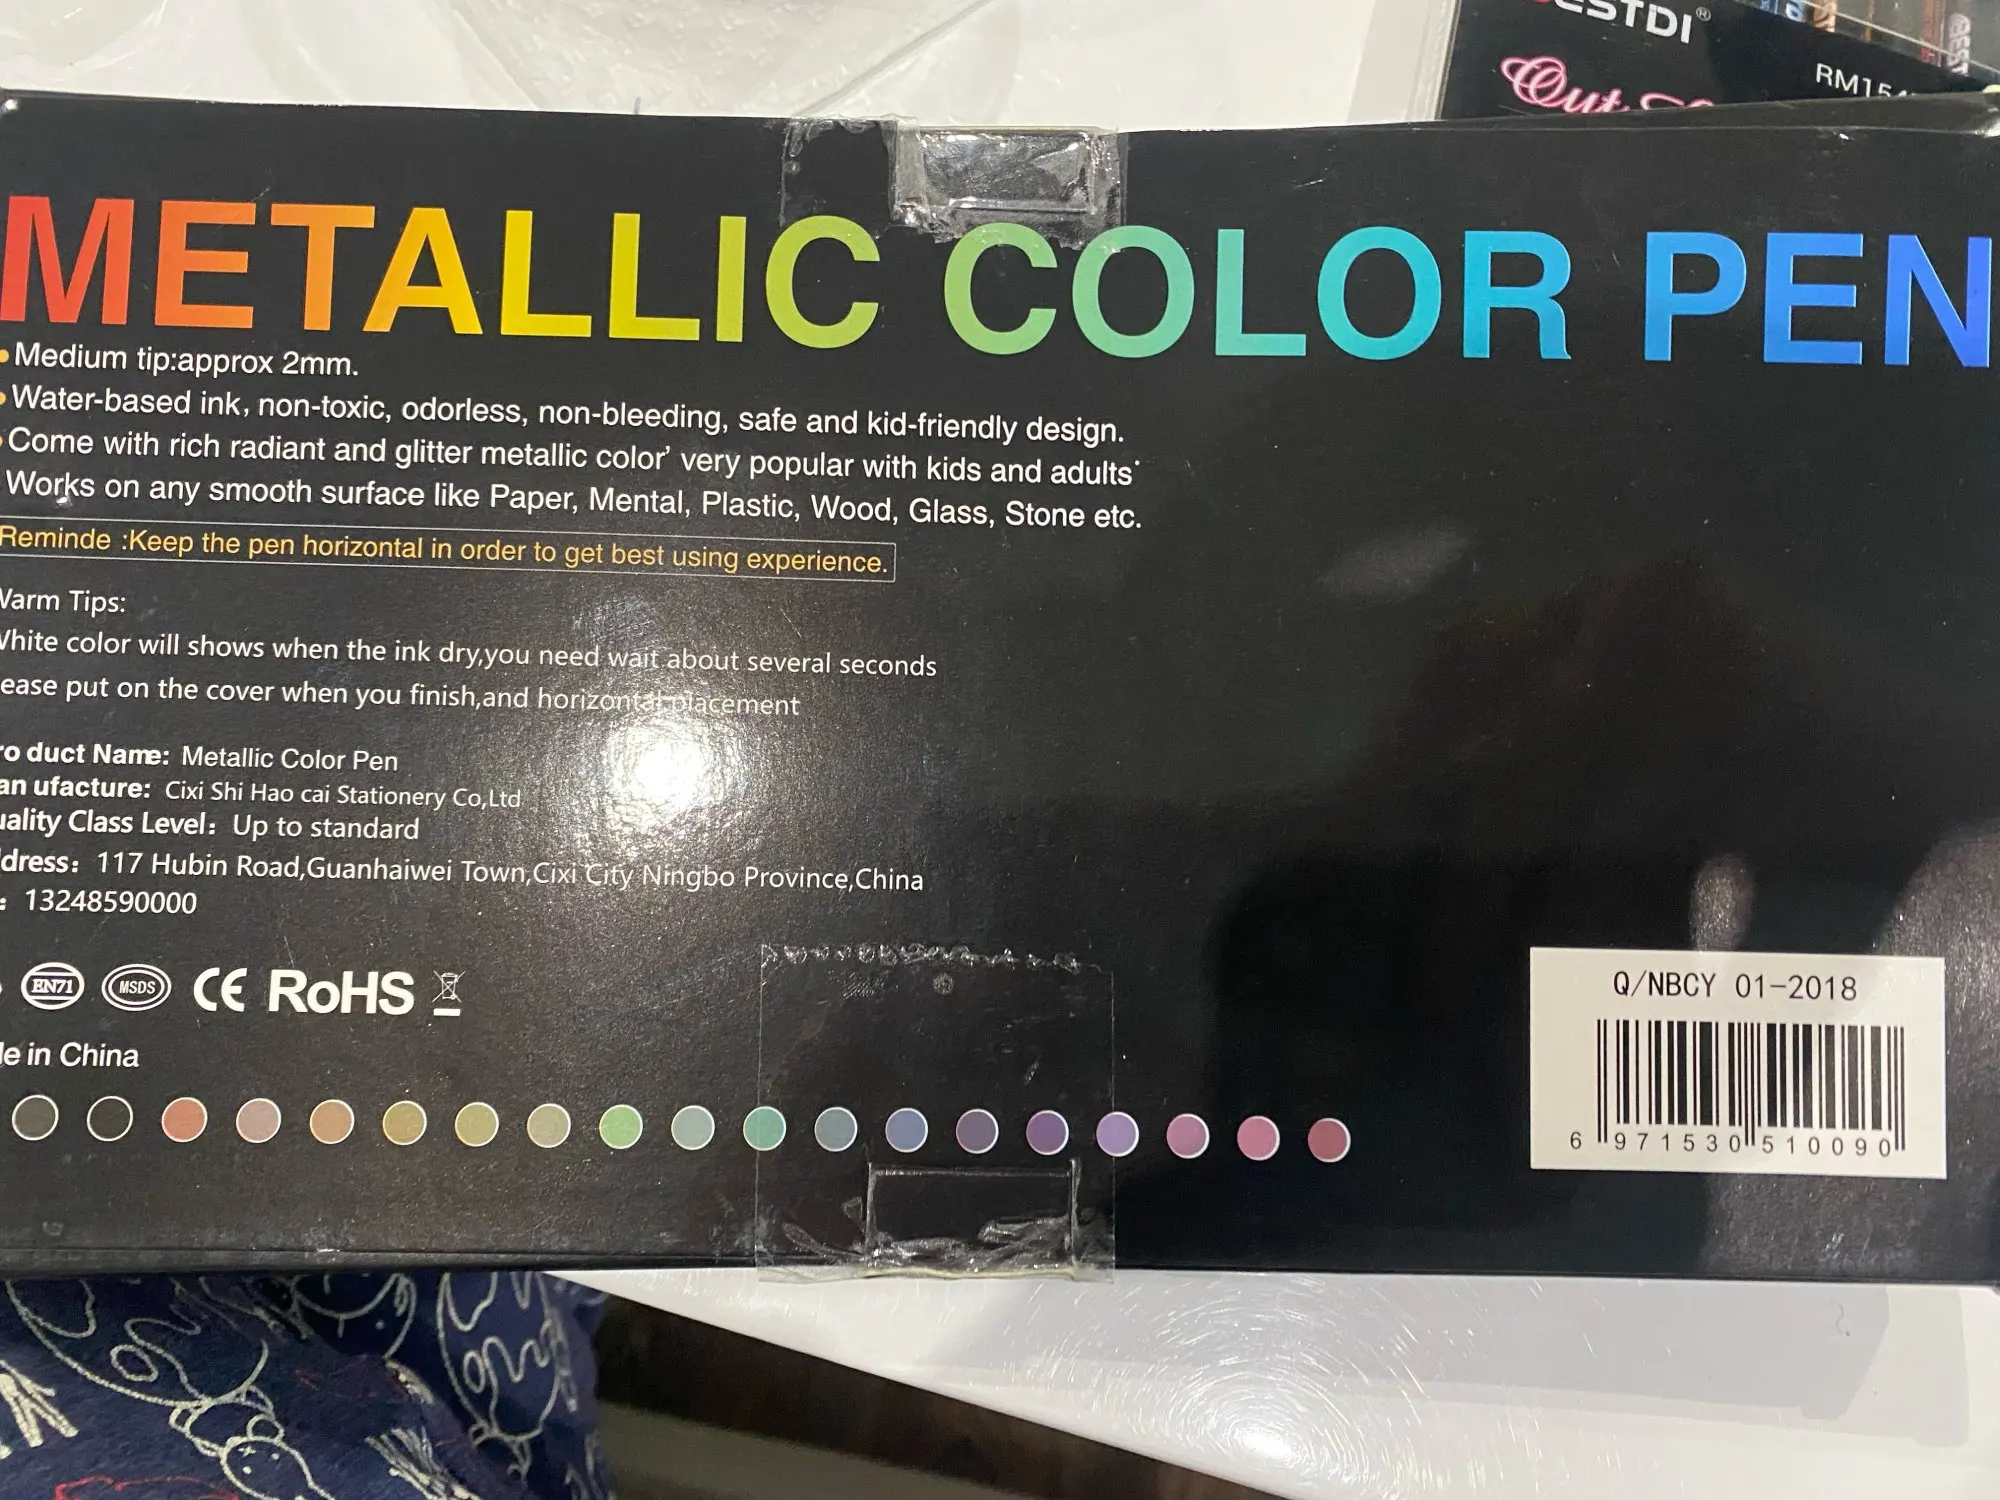 ESTDI®
Out
RM154
METALLIC COLOR PEN
•Medium tip:approx 2mm.
•Water-based ink, non-toxic, odorless, non-bleeding, safe and kid-friendly design.
•Come with rich radiant and glitter metallic color’ very popular with kids and adults’
Works on any smooth surface like Paper, Mental, Plastic, Wood, Glass, Stone etc.
Reminde :Keep the pen horizontal in order to get best using experience.
Warm Tips:
White color will shows when the ink dry,you need wait about several seconds
ease put on the cover when you finish,and horizontal placement
ro duct Name: Metallic Color Pen
an ufacture: Cixi Shi Hao cai Stationery Co,Ltd
uality Class Level: Up to standard
dress: 117 Hubin Road,Guanhaiwei Town,Cixi City Ningbo Province,China
: 13248590000
EN71 MSDS CE RoHS
e in China
Q/NBCY 01-2018
6 971530 510090